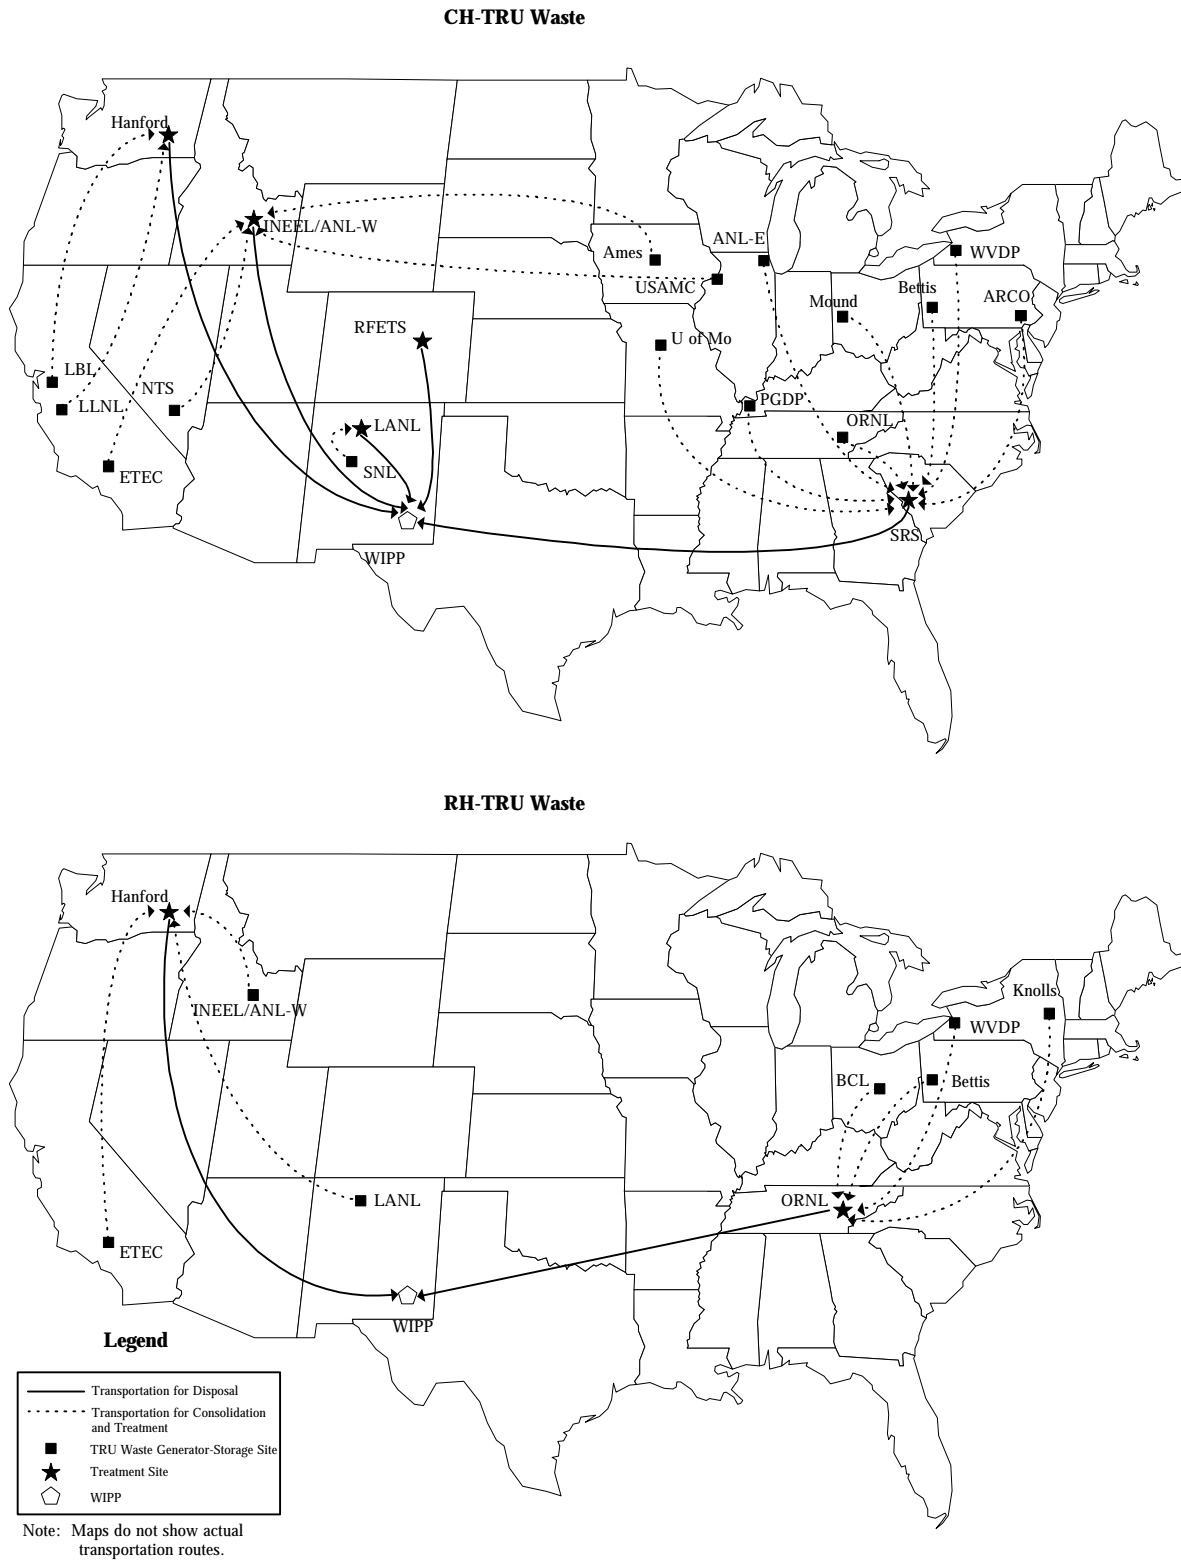 CH-TRU Waste
Hanford
INEEL/ANL-W
Ames
ANL-E
USAMC
WVDP
Bettis
ARCO
Mound
RFETS
U of Mo
LBL
LLNL
NTS
PGDP
LANL
ORNL
SNL
ETEC
SRS
WIPP
RH-TRU Waste
Hanford
INEEL/ANL-W
Knolls
WVDP
BCL
Bettis
LANL
ORNL
ETEC
WIPP
Legend
Transportation for Disposal
Transportation for Consolidation
and Treatment
TRU Waste Generator-Storage Site
Treatment Site
WIPP
Note: Maps do not show actual
transportation routes.